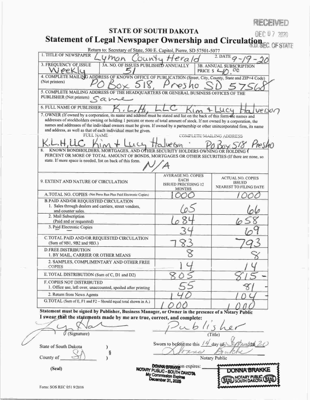 RECEIVED
DEC 07 2020
S.D. SEC. OF STATE
STATE OF SOUTH DAKOTA
Statement of Legal Newspaper Ownership and Circulation
Return to: Secretary of State, 500 E. Capitol, Pierre, SD 57501-5077
1. TITLE OF NEWSPAPER Lyman County Herald 2. DATE 9-19-20
3. FREQUENCY OF ISSUE 3A. NO. OF ISSUES PUBLISHED ANNUALLY 3B. ANNUAL SUBSCRIPTION
Weekly 51 PRICE $
4. COMPLETE MAILING ADDRESS OF KNOWN OFFICE OF PUBLICATION (Street, City, County, State and ZIP+4 Code)
(Not printers) PO Box 518, Presho SD 57568
5. COMPLETE MAILING ADDRESS OF THE HEADQUARTERS OR GENERAL BUSINESS OFFICES OF THE
PUBLISHER (Not printer) Same
6. FULL NAME OF PUBLISHER: K.L.H, LLC Kim & Lucy Halverson
7. OWNER (If owned by a corporation, its name and address must be stated and list on the back of this form the names and
addresses of stockholders owning or holding 1 percent or more of total amount of stock. If not owned by a corporation, the
names and addresses of the individual owners must be given. If owned by a partnership or other unincorporated firm, its name
and address, as well as that of each individual must be given.
FULL NAME COMPLETE MAILING ADDRESS
K.L.H, LLC Kim & Lucy Halverson PO Box 518, Presho
8. KNOWN BONDHOLDERS, MORTGAGES, AND OTHER SECURITY HOLDERS OWNING OR HOLDING 1
PERCENT OR MORE OF TOTAL AMOUNT OF BONDS, MORTGAGES OR OTHER SECURITIES (If there are none, so
state. If more space is needed, list on back of this form.
N/A
9. EXTENT AND NATURE OF CIRCULATION
AVERAGE NO. COPIES EACH ISSUED PRECEEDING 12 MONTHS
ACTUAL NO. COPIES ISSUED NEAREST TO FILING DATE
A. TOTAL NO. COPIES (Net Press Run Plus Paid Electronic Copies) 1000 1000
B. PAID AND/OR REQUESTED CIRCULATION
1. Sales through dealers and carriers, street vendors, and counter sales. 65 66
2. Mail Subscription (Paid and or requested) 684 658
3. Paid Electronic Copies 34 69
C. TOTAL PAID AND/OR REQUESTED CIRCULATION (Sum of 9B1, 9B2 and 9B3.) 783 793
D. FREE DISTRIBUTION
1. BY MAIL, CARRIER OR OTHER MEANS 8 8
2. SAMPLES, COMPLIMENTARY AND OTHER FREE COPIES 14 14
E. TOTAL DISTRIBUTION (Sum of C, D1 and D2) 805 815
F. COPIES NOT DISTRIBUTED
1. Office use, left over, unaccounted, spoiled after printing 55 81
2. Return from News Agents 140 104
G. TOTAL (Sum of E, F1 and F2 - Should equal total shown in A.) 1000 1000
Statement must be signed by Publisher, Business Manager, or Owner in the presence of a Notary Public
I swear that the statements made by me are true, correct, and complete:
Publisher
(Signature) (Title)
State of South Dakota )
County of )
Sworn to before me this 14 day of 20
Notary Public
(Seal)
DONNA BRAHKE
NOTARY PUBLIC - SOUTH DAKOTA
My Commission Expires
expires:
DONNA BRAHKE
Form: SOS REC 051 9/2010